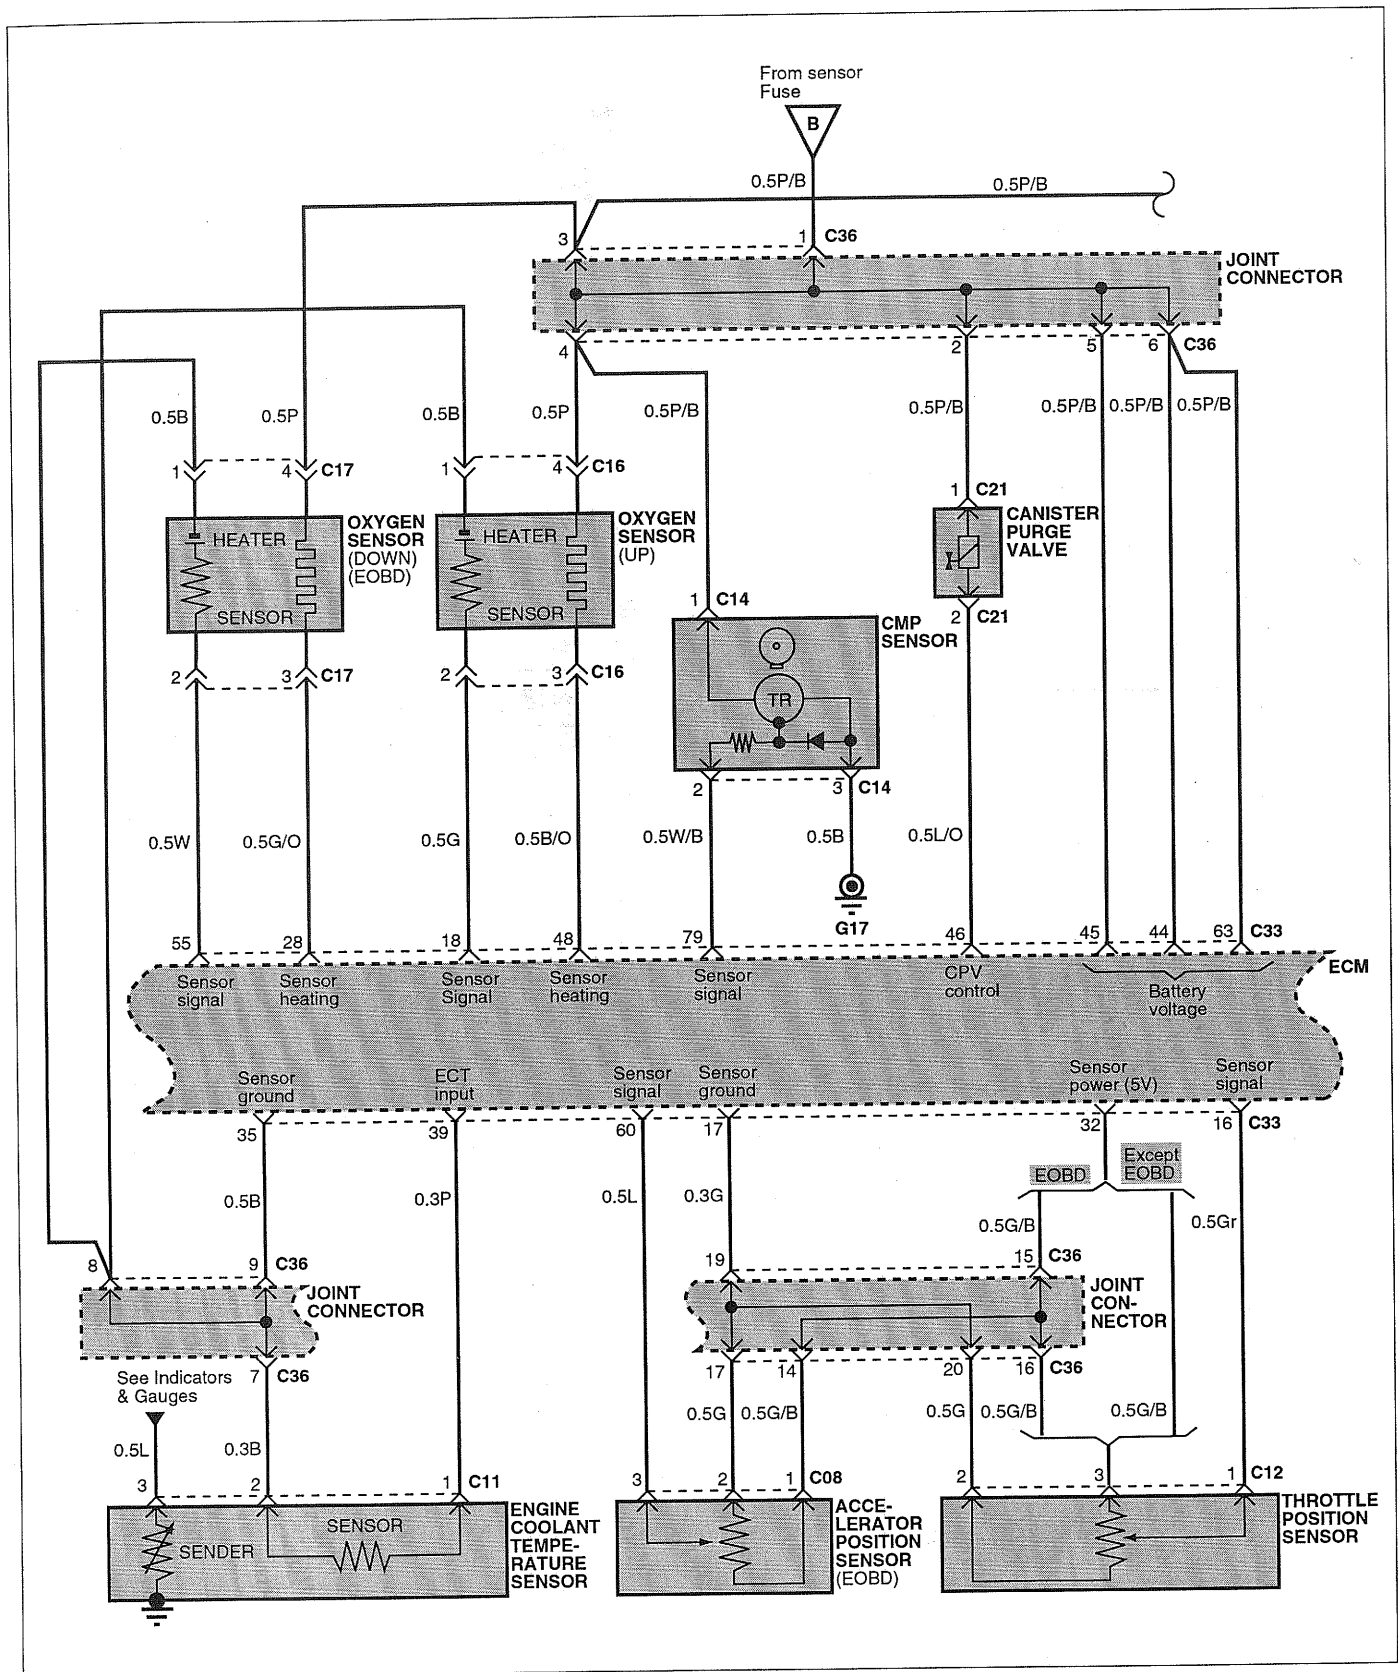 From sensor
Fuse
B
0.5P/B
0.5P/B
3
1
C36
JOINT
CONNECTOR
4
2
5
6
C36
0.5B
0.5P
0.5B
0.5P
0.5P/B
0.5P/B
0.5P/B
0.5P/B
0.5P/B
1
4
C17
1
4
C16
1
C21
HEATER
SENSOR
OXYGEN
SENSOR
(DOWN)
(EOBD)
HEATER
SENSOR
OXYGEN
SENSOR
(UP)
CANISTER
PURGE
VALVE
1
C14
2
C21
CMP
SENSOR
TR
2
3
C17
2
3
C16
2
3
C14
0.5W
0.5G/O
0.5G
0.5B/O
0.5W/B
0.5B
0.5L/O
G17
55
28
18
48
79
46
45
44
63
C33
ECM
Sensor
signal
Sensor
heating
Sensor
Signal
Sensor
heating
Sensor
signal
CPV
control
Battery
voltage
Sensor
ground
ECT
input
Sensor
signal
Sensor
ground
Sensor
power (5V)
Sensor
signal
35
39
60
17
32
16
C33
EOBD
Except
EOBD
0.5B
0.3P
0.5L
0.3G
0.5G/B
0.5Gr
8
9
C36
19
15
C36
JOINT
CONNECTOR
JOINT
CON-
NECTOR
7
C36
17
14
20
16
C36
See Indicators
& Gauges
0.5L
0.3B
0.5G
0.5G/B
0.5G
0.5G/B
0.5G/B
3
2
1
C11
3
2
1
C08
2
3
1
C12
SENDER
SENSOR
ENGINE
COOLANT
TEMPE-
RATURE
SENSOR
ACCE-
LERATOR
POSITION
SENSOR
(EOBD)
THROTTLE
POSITION
SENSOR